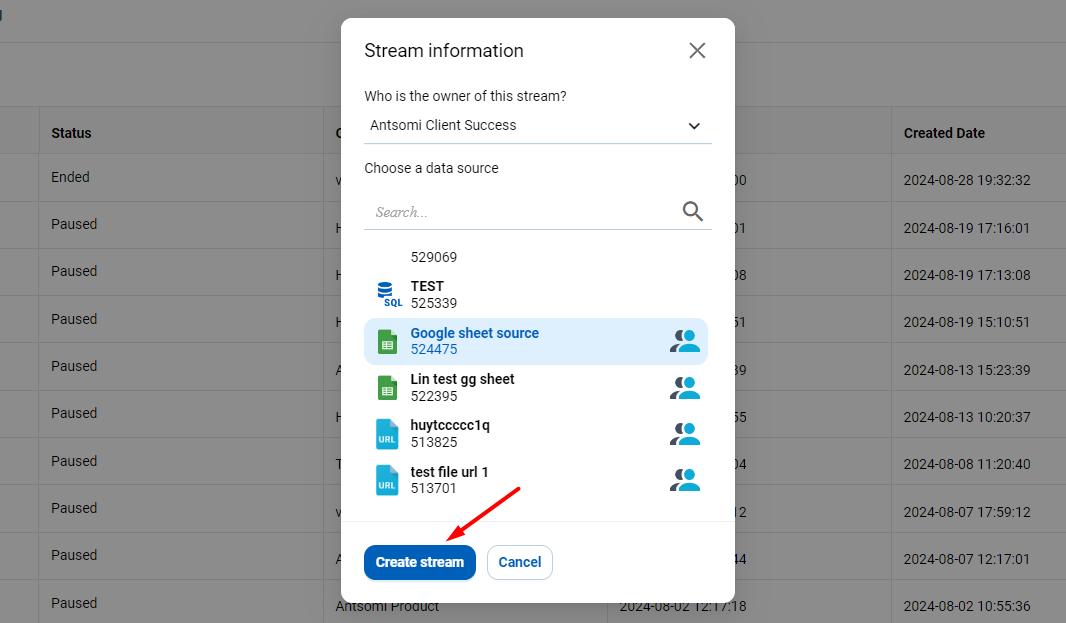 Stream information
Who is the owner of this stream?
Antsomi Client Success
Choose a data source
Search...
529069
TEST
SQL
525339
Google sheet source
524475
Lin test gg sheet
522395
huytccccc1q
URL
513825
test file url 1
URL
513701
Create stream
Cancel
Status
Created Date
Ended
2024-08-28 19:32:32
Paused
2024-08-19 17:16:01
Paused
2024-08-19 17:13:08
Paused
2024-08-19 15:10:51
Paused
2024-08-13 15:23:39
Paused
2024-08-13 10:20:37
Paused
2024-08-08 11:20:40
Paused
2024-08-07 17:59:12
Paused
2024-08-07 12:17:01
Paused
Antsomi Product
2024-08-02 12:17:18
2024-08-02 10:55:36